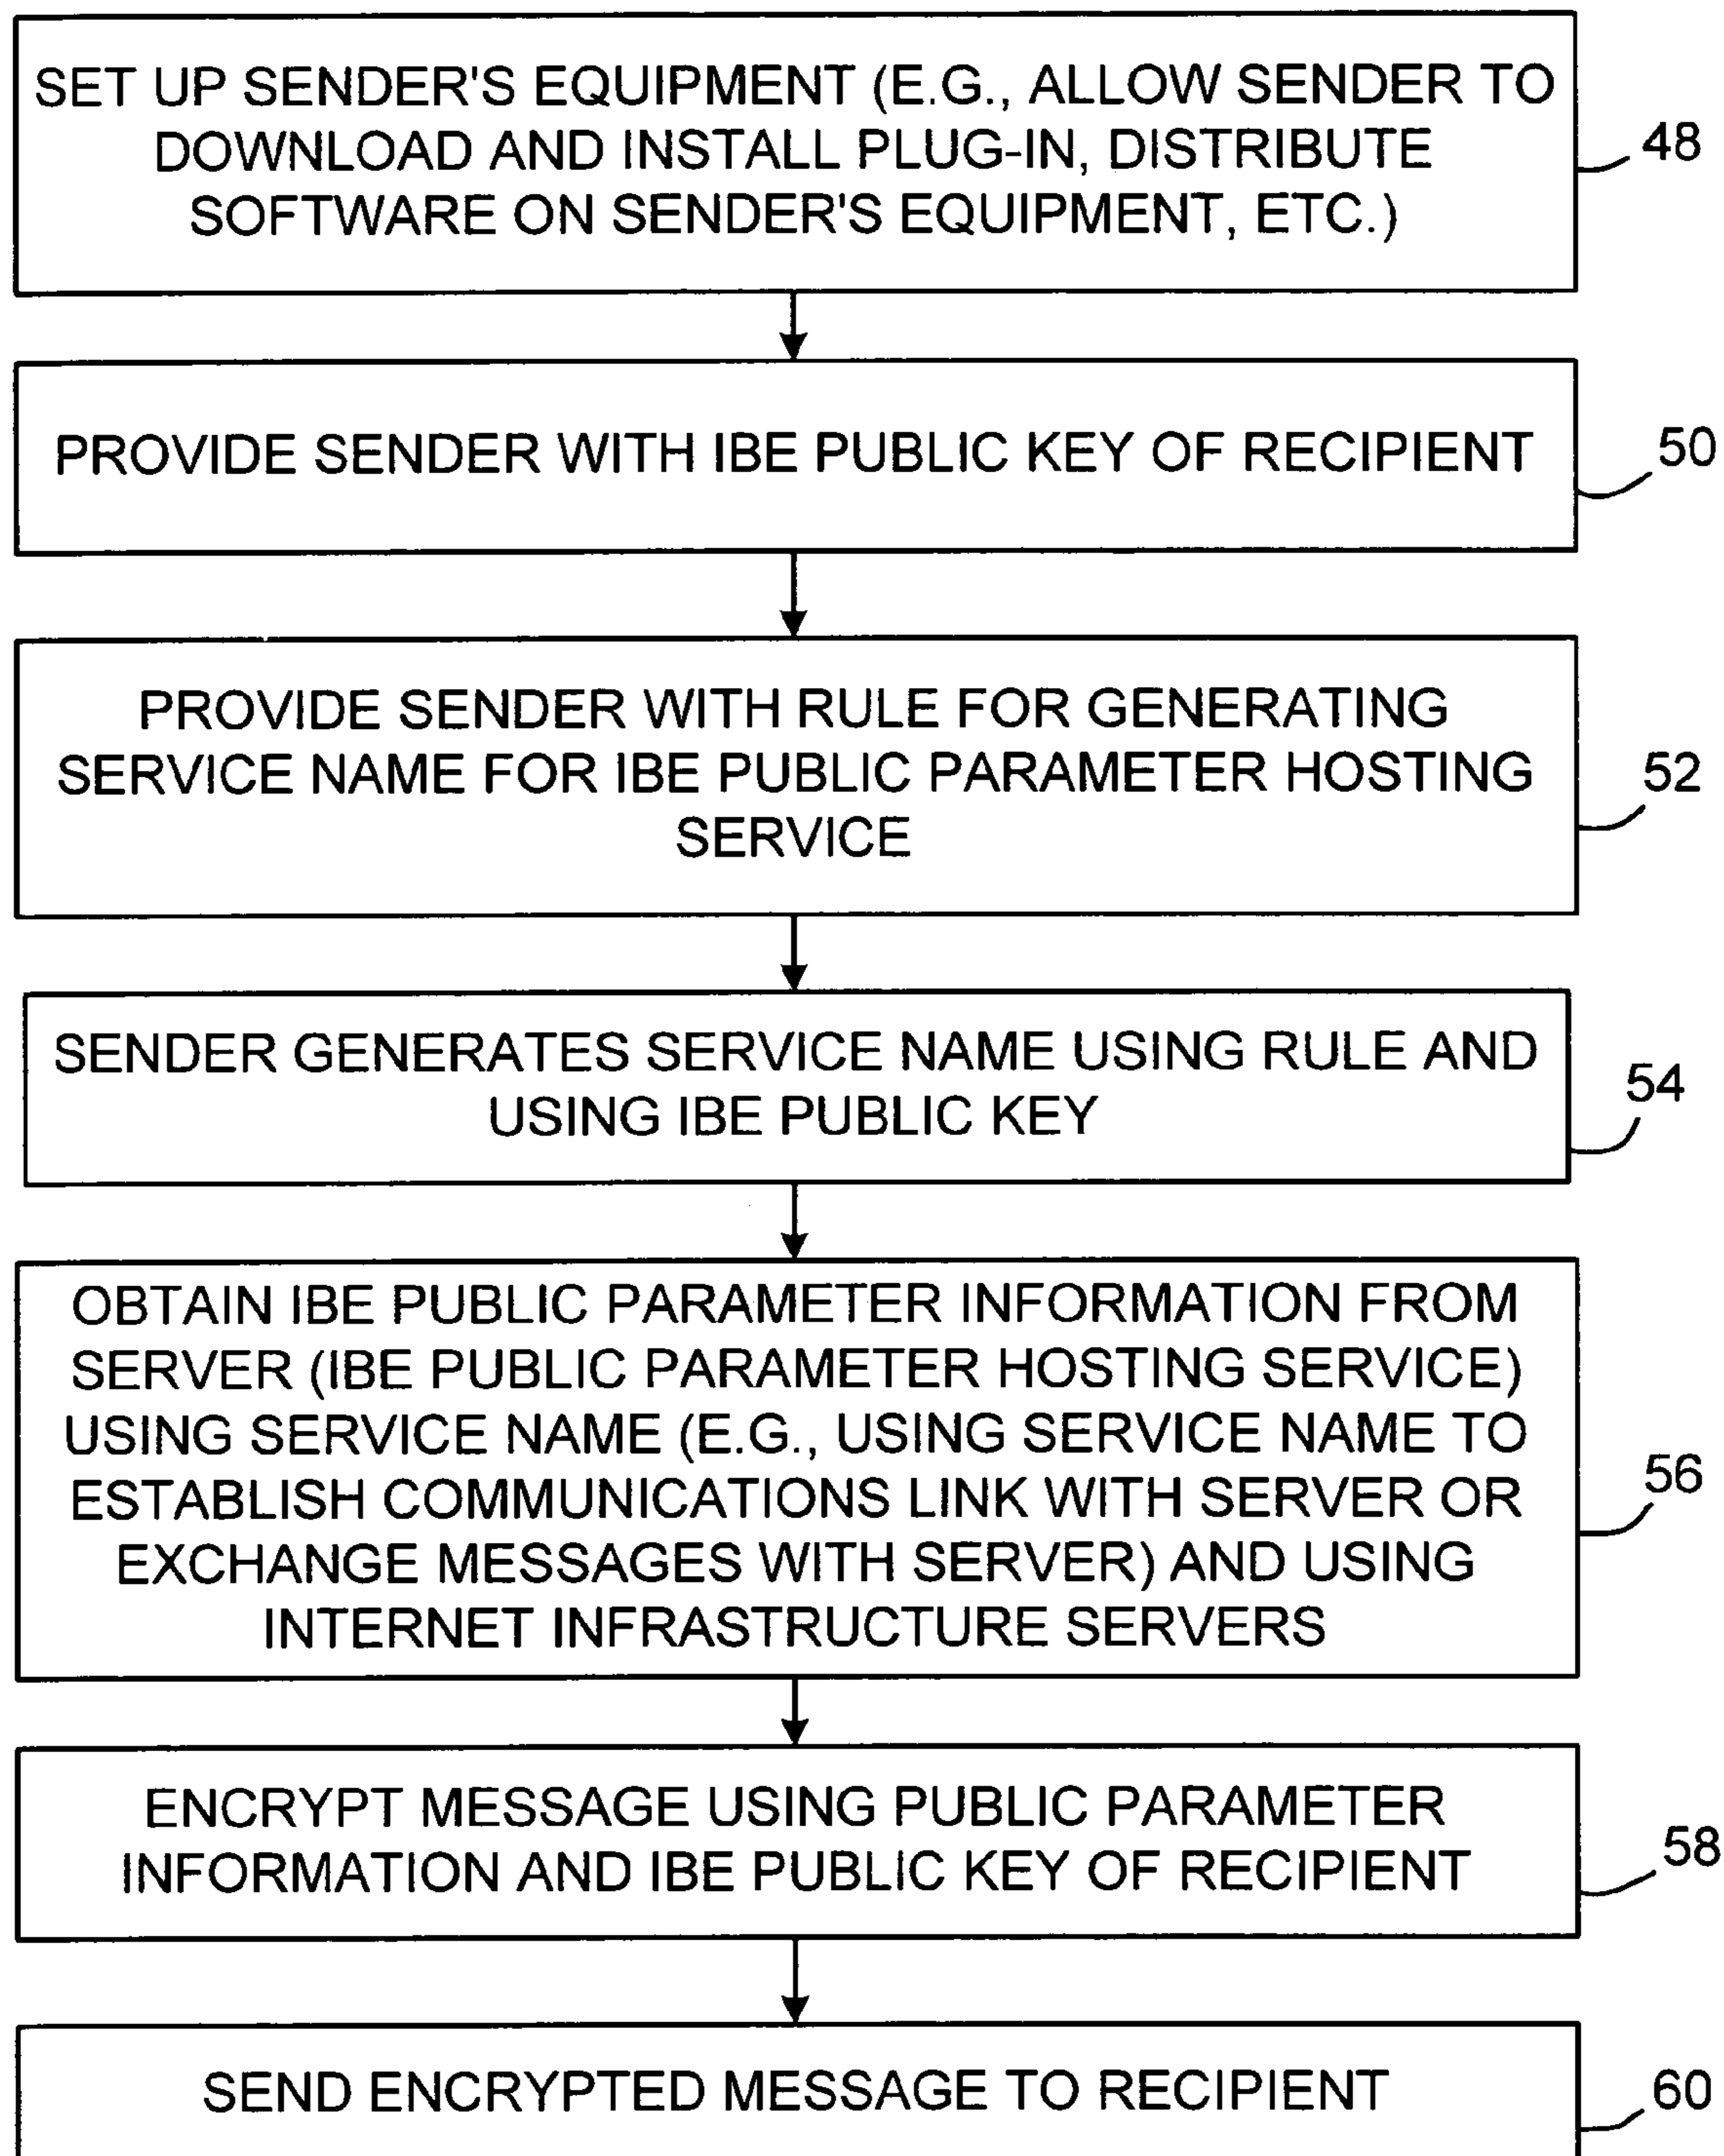 SET UP SENDER'S EQUIPMENT (E.G., ALLOW SENDER TO
DOWNLOAD AND INSTALL PLUG-IN, DISTRIBUTE
SOFTWARE ON SENDER'S EQUIPMENT, ETC.)
48
PROVIDE SENDER WITH IBE PUBLIC KEY OF RECIPIENT
50
PROVIDE SENDER WITH RULE FOR GENERATING
SERVICE NAME FOR IBE PUBLIC PARAMETER HOSTING
SERVICE
52
SENDER GENERATES SERVICE NAME USING RULE AND
USING IBE PUBLIC KEY
54
OBTAIN IBE PUBLIC PARAMETER INFORMATION FROM
SERVER (IBE PUBLIC PARAMETER HOSTING SERVICE)
USING SERVICE NAME (E.G., USING SERVICE NAME TO
ESTABLISH COMMUNICATIONS LINK WITH SERVER OR
EXCHANGE MESSAGES WITH SERVER) AND USING
INTERNET INFRASTRUCTURE SERVERS
56
ENCRYPT MESSAGE USING PUBLIC PARAMETER
INFORMATION AND IBE PUBLIC KEY OF RECIPIENT
58
SEND ENCRYPTED MESSAGE TO RECIPIENT
60